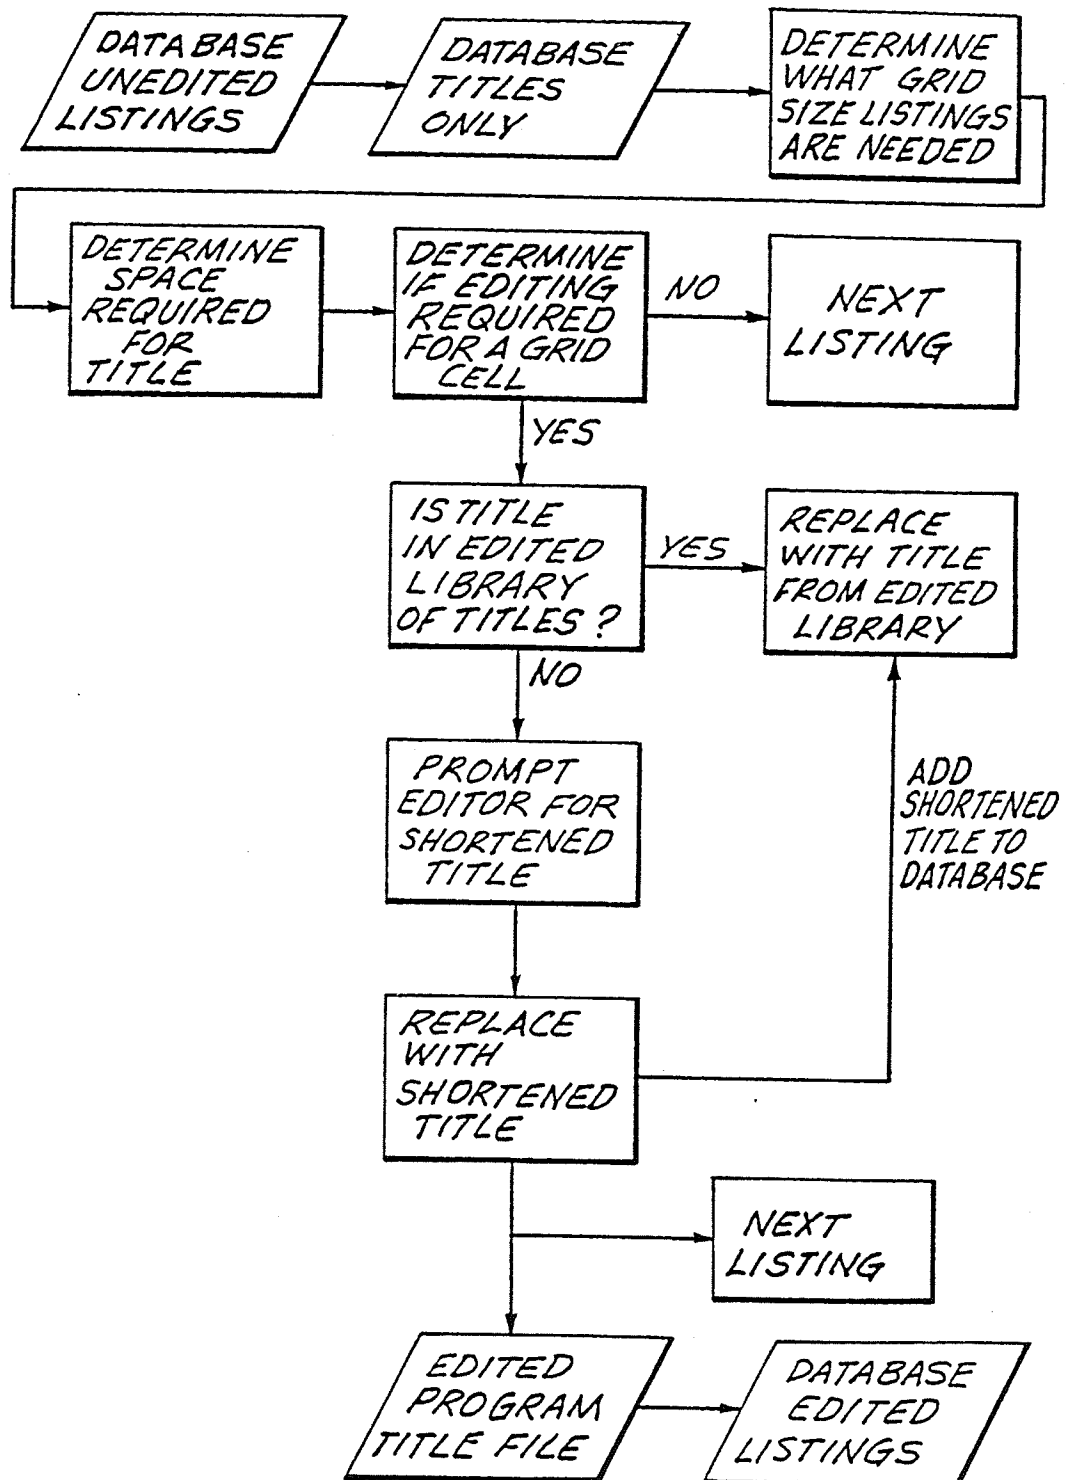 DATABASE
UNEDITED
LISTINGS
DATABASE
TITLES
ONLY
DETERMINE
WHAT GRID
SIZE LISTINGS
ARE NEEDED
DETERMINE
SPACE
REQUIRED
FOR
TITLE
DETERMINE
IF EDITING
REQUIRED
FOR A GRID
CELL
NO
NEXT
LISTING
YES
IS TITLE
IN EDITED
LIBRARY
OF TITLES?
YES
REPLACE
WITH TITLE
FROM EDITED
LIBRARY
NO
PROMPT
EDITOR FOR
SHORTENED
TITLE
ADD
SHORTENED
TITLE TO
DATABASE
REPLACE
WITH
SHORTENED
TITLE
NEXT
LISTING
EDITED
PROGRAM
TITLE FILE
DATABASE
EDITED
LISTINGS